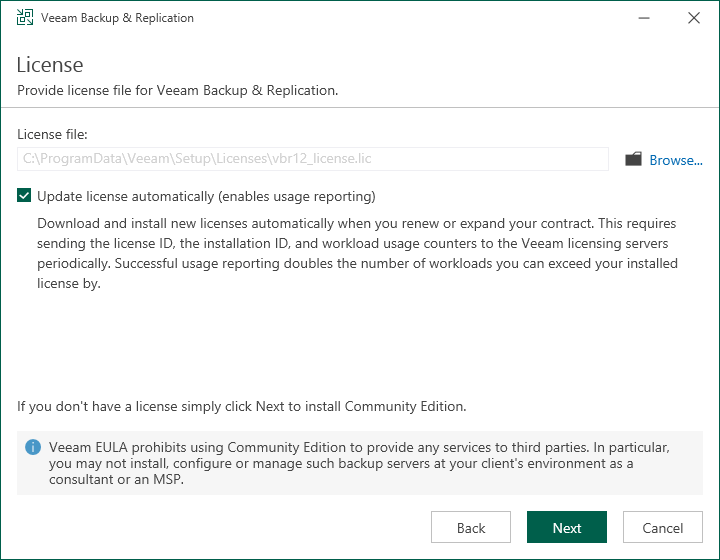 Veeam Backup & Replication
License
Provide license file for Veeam Backup & Replication.
License file:
C:\ProgramData\Veeam\Setup\Licenses\vbr12_license.lic
Browse...
Update license automatically (enables usage reporting)
Download and install new licenses automatically when you renew or expand your contract. This requires
sending the license ID, the installation ID, and workload usage counters to the Veeam licensing servers
periodically. Successful usage reporting doubles the number of workloads you can exceed your installed
license by.
If you don't have a license simply click Next to install Community Edition.
Veeam EULA prohibits using Community Edition to provide any services to third parties. In particular,
you may not install, configure or manage such backup servers at your client's environment as a
consultant or an MSP.
Back
Next
Cancel